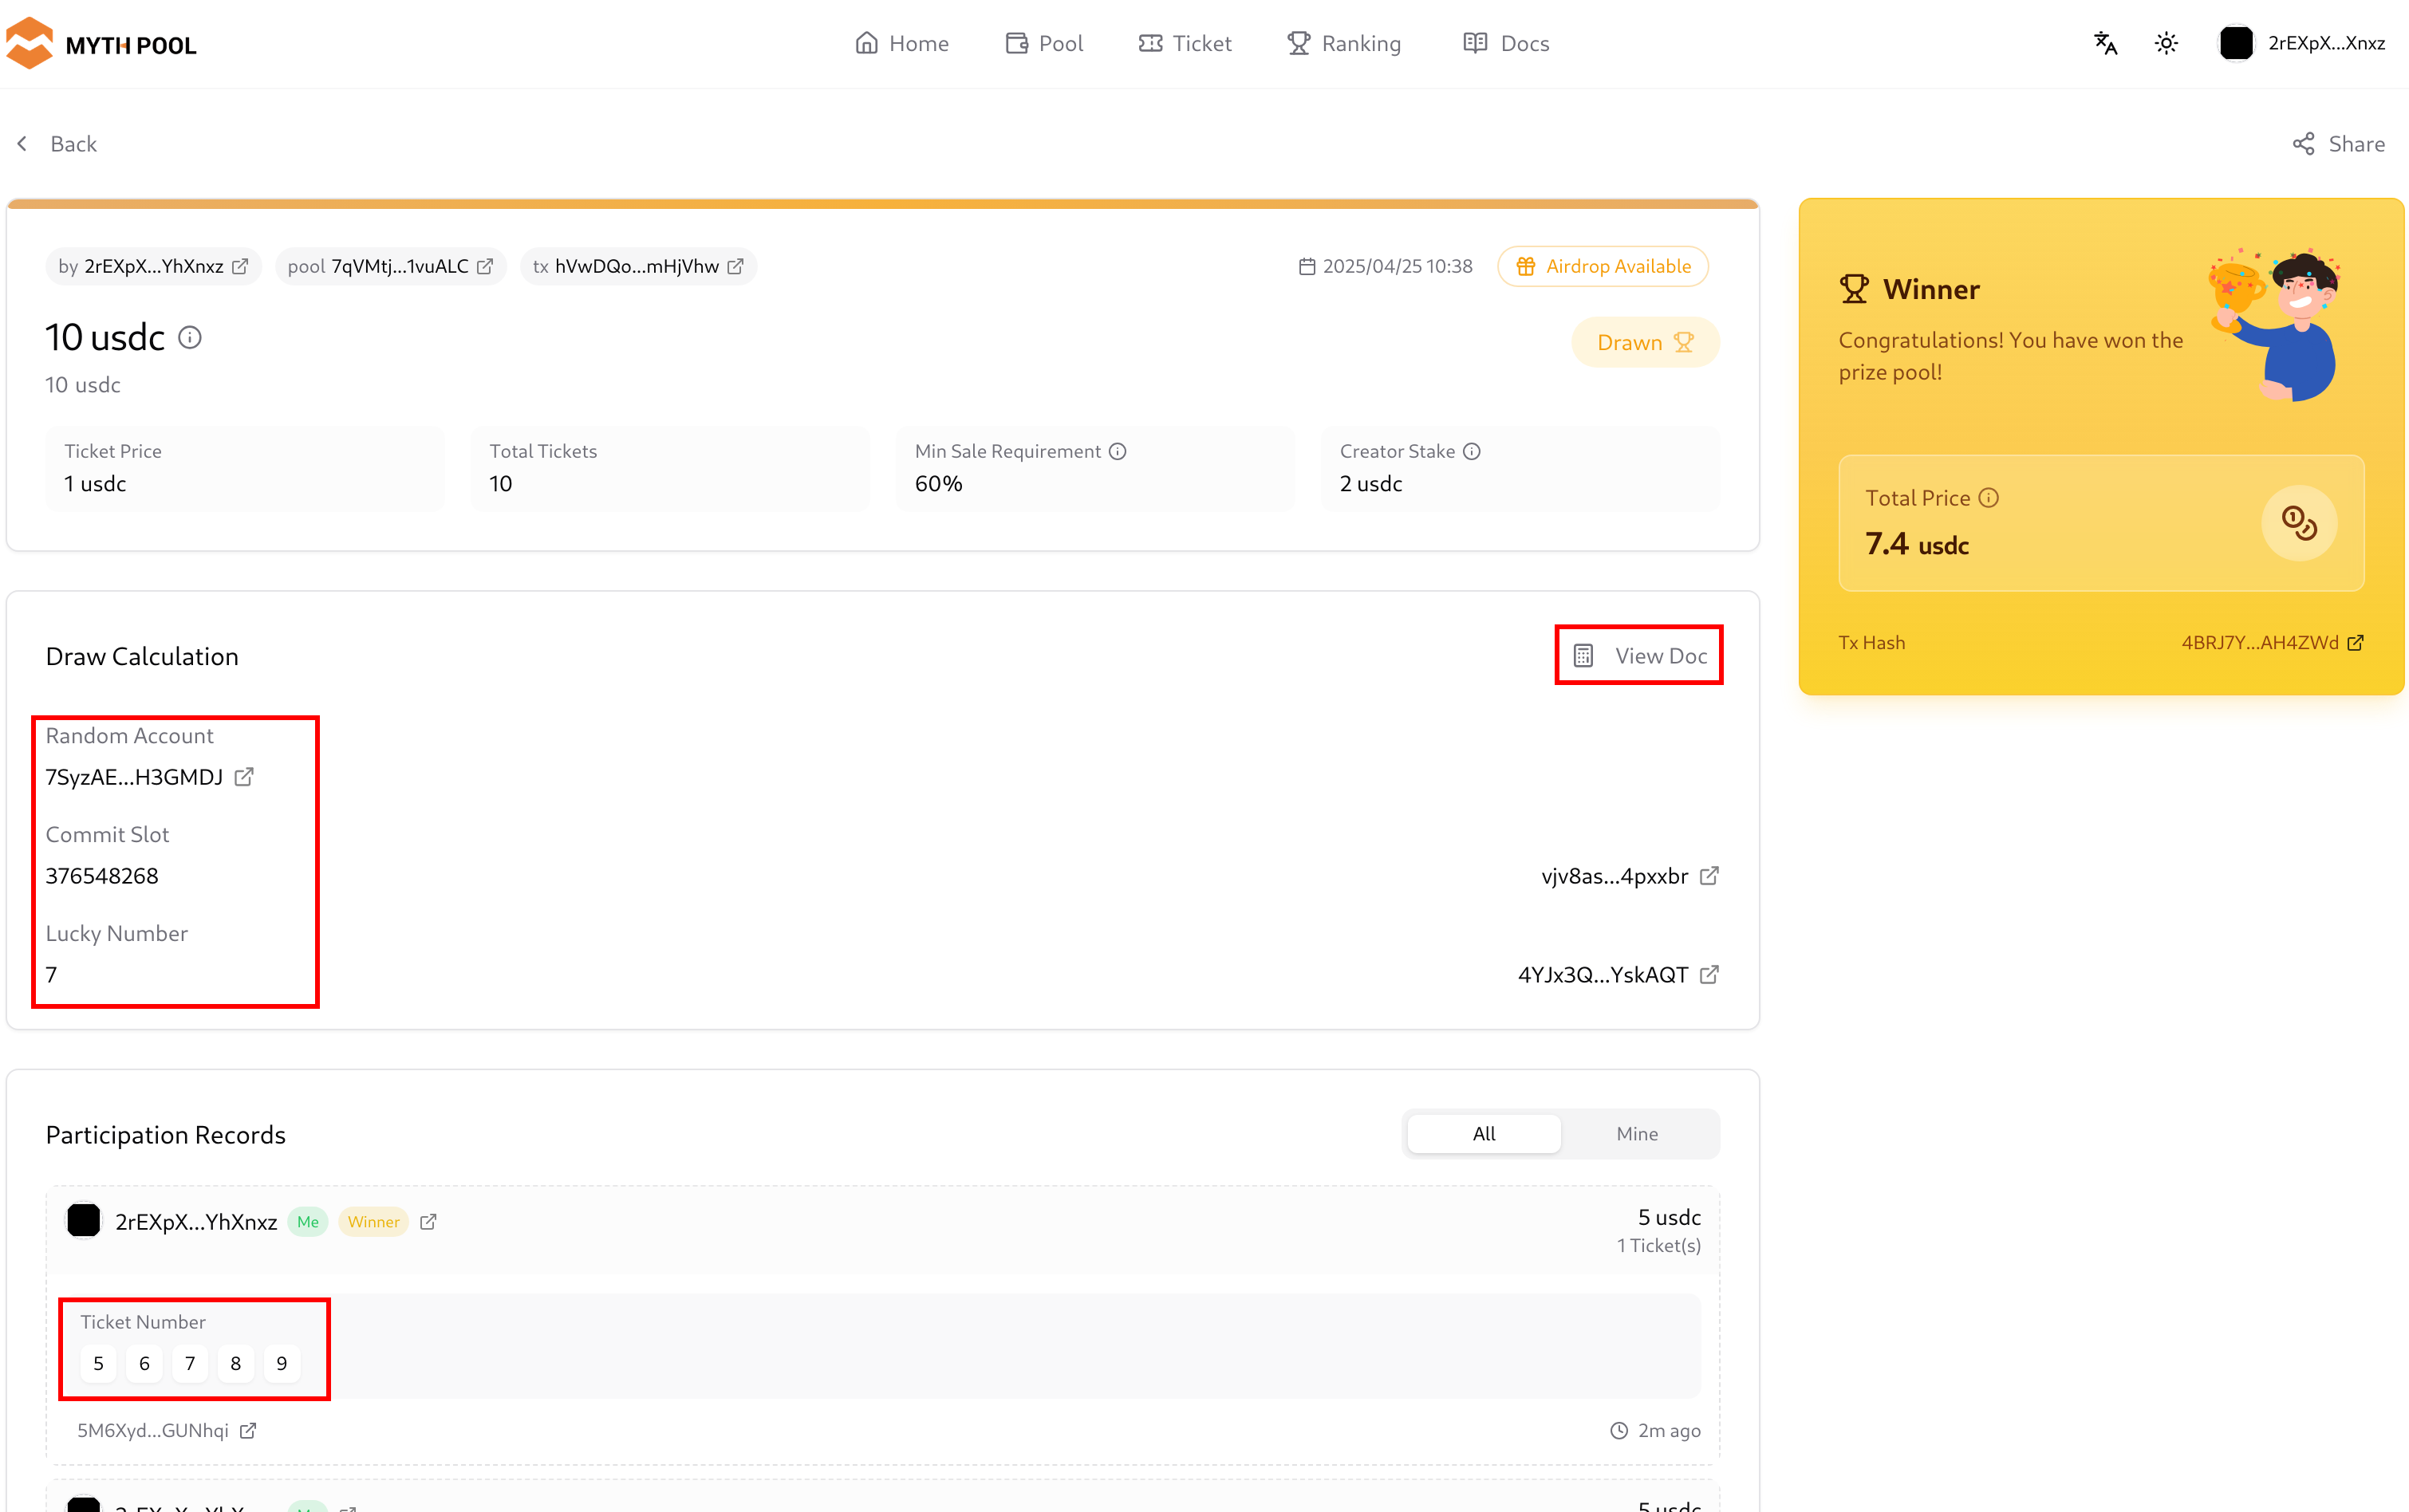 MYTH POOL
Home
Pool
Ticket
Ranking
Docs
2rEXpX...Xnxz
Back
Share
by 2rEXpX...YhXnxz
pool 7qVMtj...1vuALC
tx hVwDQo...mHjVhw
2025/04/25 10:38
Airdrop Available
10 usdc
Drawn
10 usdc
Ticket Price
1 usdc
Total Tickets
10
Min Sale Requirement
60%
Creator Stake
2 usdc
Winner
Congratulations! You have won the
prize pool!
Total Price
7.4 usdc
Tx Hash
4BRJ7Y...AH4ZWd
Draw Calculation
View Doc
Random Account
7SyzAE...H3GMDJ
Commit Slot
376548268
vjv8as...4pxxbr
Lucky Number
7
4YJx3Q...YskAQT
Participation Records
All
Mine
2rEXpX...YhXnxz
Me
Winner
5 usdc
1 Ticket(s)
Ticket Number
5 6 7 8 9
5M6Xyd...GUNhqi
2m ago
5 usdc